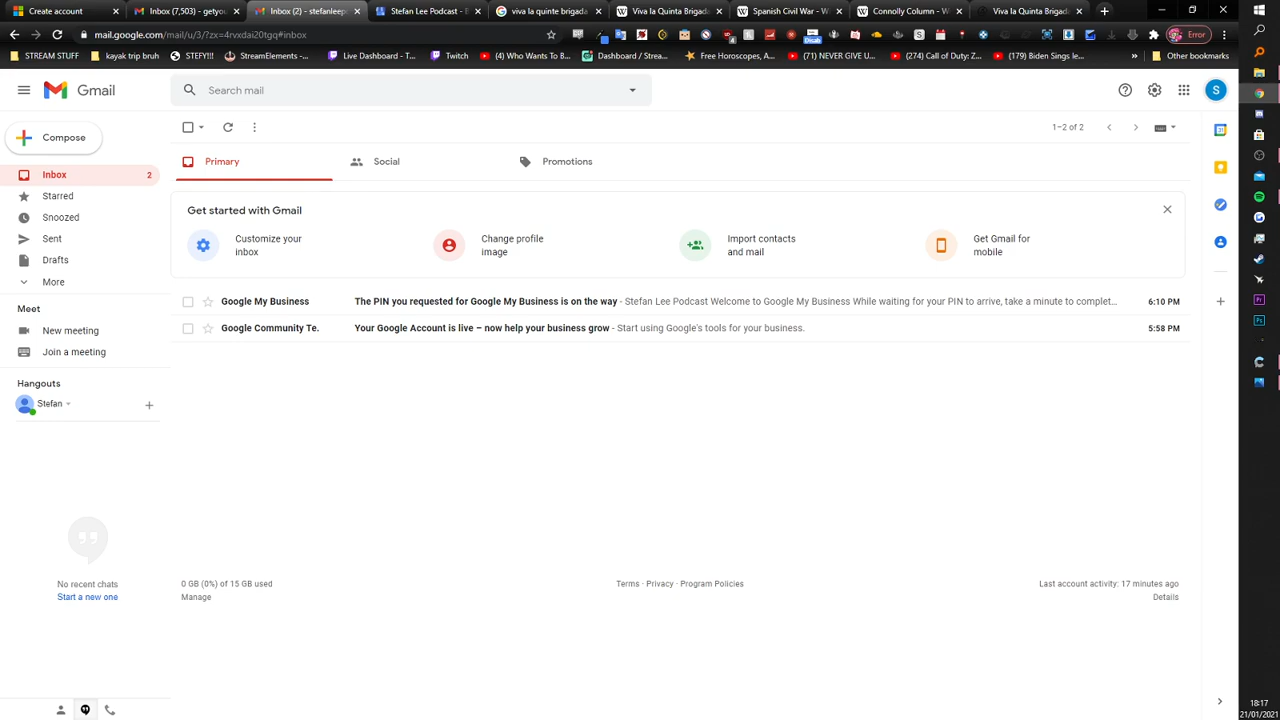 Create account
Inbox (7,503) - getyou
Inbox (2) - stefanleep
Stefan Lee Podcast - E
viva la quinte brigade
Viva la Quinta Brigad
Spanish Civil War - W
Connolly Column - W
Viva la Quinta Brigad
mail.google.com/mail/u/3/?zx=4rvxdai20tgq#inbox
Error
STREAM STUFF
kayak trip bruh
STEFY!!!
StreamElements -
Live Dashboard - T
Twitch
(4) Who Wants To B...
Dashboard / Strea...
Free Horoscopes, A...
(71) NEVER GIVE U...
(274) Call of Duty: Z...
(179) Biden Sings le...
»
Other bookmarks
Gmail
Search mail
S
Compose
1–2 of 2
Primary
Social
Promotions
Inbox 2
Starred
Snoozed
Sent
Drafts
More
Get started with Gmail
Customize your
inbox
Change profile
image
Import contacts
and mail
Get Gmail for
mobile
Google My Business The PIN you requested for Google My Business is on the way - Stefan Lee Podcast Welcome to Google My Business While waiting for your PIN to arrive, take a minute to complet... 6:10 PM
Google Community Te. Your Google Account is live – now help your business grow - Start using Google's tools for your business. 5:58 PM
Meet
New meeting
Join a meeting
Hangouts
Stefan
No recent chats
Start a new one
0 GB (0%) of 15 GB used
Manage
Terms · Privacy · Program Policies
Last account activity: 17 minutes ago
Details
18:17
21/01/2021